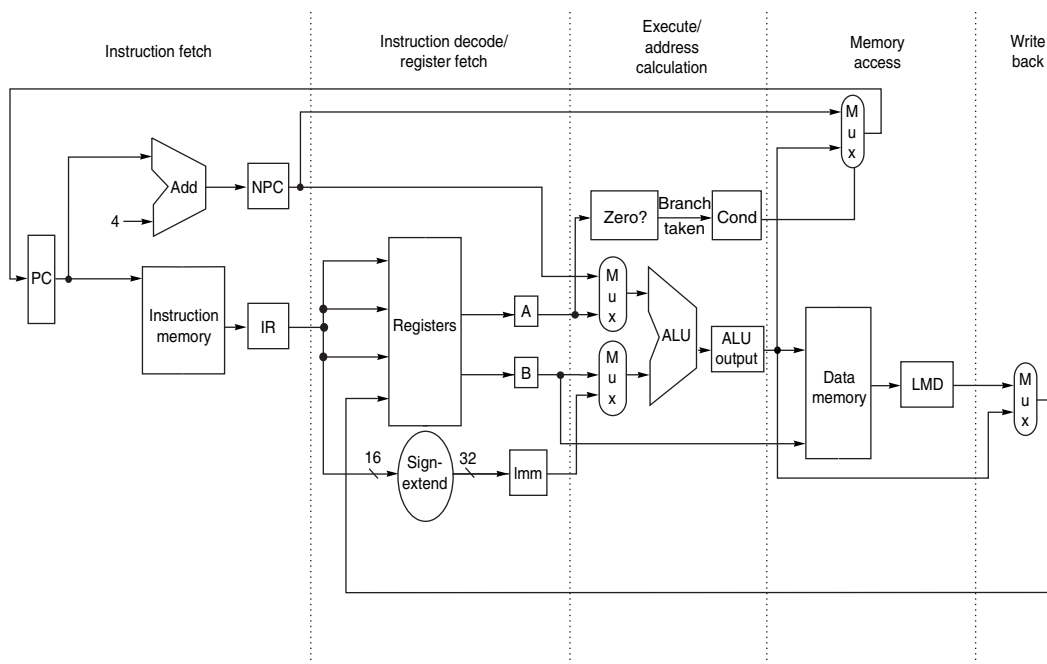 Instruction fetch
Instruction decode/
register fetch
Execute/
address
calculation
Memory
access
Write
back
M
u
x
Add
NPC
4
Zero?
Branch
taken
Cond
PC
Instruction
memory
IR
Registers
A
B
M
u
x
M
u
x
ALU
ALU
output
Data
memory
LMD
M
u
x
16
Sign-
extend
32
Imm